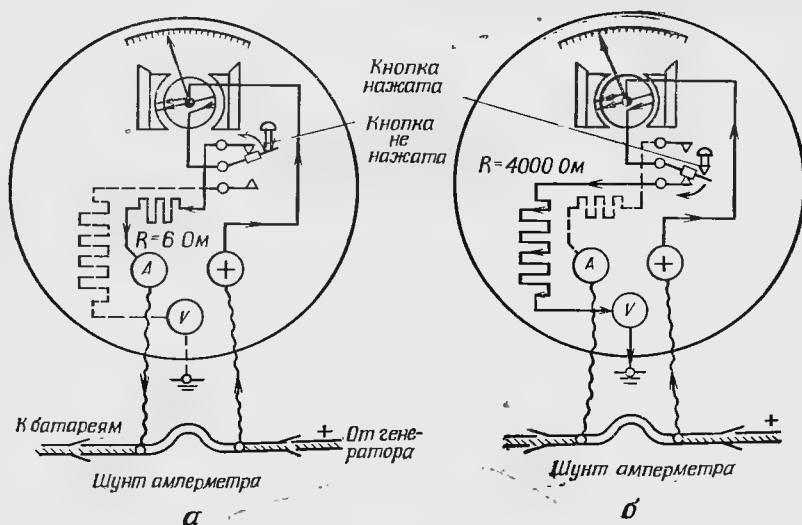 Кнопка
нажата
Кнопка
не
нажата
R=6 Ом
A
+
V
К батареям
+
От гене-
ратора
Шунт амперметра
а
R=4000 Ом
A
+
V
+
Шунт амперметра
б